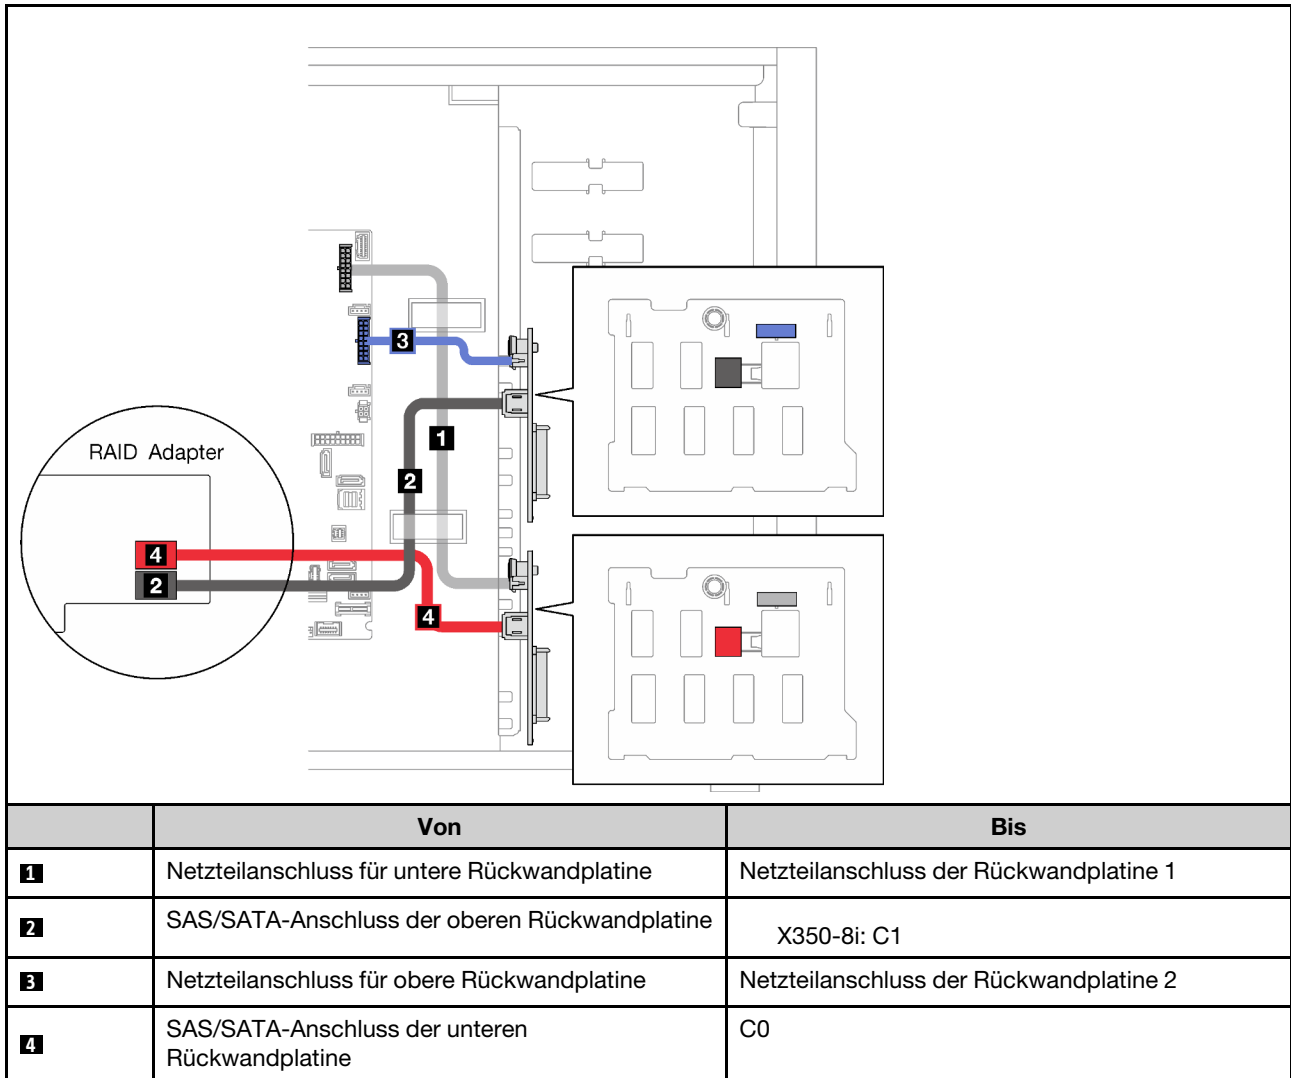 3
1
RAID Adapter
2
4
2
4
Von Bis
1 Netzteilanschluss für untere Rückwandplatine Netzteilanschluss der Rückwandplatine 1
2 SAS/SATA-Anschluss der oberen Rückwandplatine X350-8i: C1
3 Netzteilanschluss für obere Rückwandplatine Netzteilanschluss der Rückwandplatine 2
4 SAS/SATA-Anschluss der unteren C0
Rückwandplatine